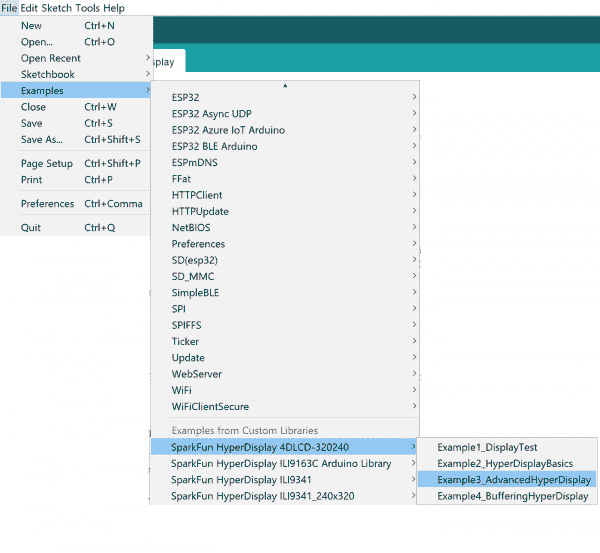 File Edit Sketch Tools Help
New Ctrl+N
Open... Ctrl+O
Open Recent
Sketchbook
Examples
Close Ctrl+W
Save Ctrl+S
Save As... Ctrl+Shift+S
Page Setup Ctrl+Shift+P
Print Ctrl+P
Preferences Ctrl+Comma
Quit Ctrl+Q
splay
ESP32
ESP32 Async UDP
ESP32 Azure IoT Arduino
ESP32 BLE Arduino
ESPmDNS
FFat
HTTPClient
HTTPUpdate
NetBIOS
Preferences
SD(esp32)
SD_MMC
SimpleBLE
SPI
SPIFFS
Ticker
Update
WebServer
WiFi
WiFiClientSecure
Examples from Custom Libraries
SparkFun HyperDisplay 4DLCD-320240
SparkFun HyperDisplay ILI9163C Arduino Library
SparkFun HyperDisplay ILI9341
SparkFun HyperDisplay ILI9341_240x320
Example1_DisplayTest
Example2_HyperDisplayBasics
Example3_AdvancedHyperDisplay
Example4_BufferingHyperDisplay